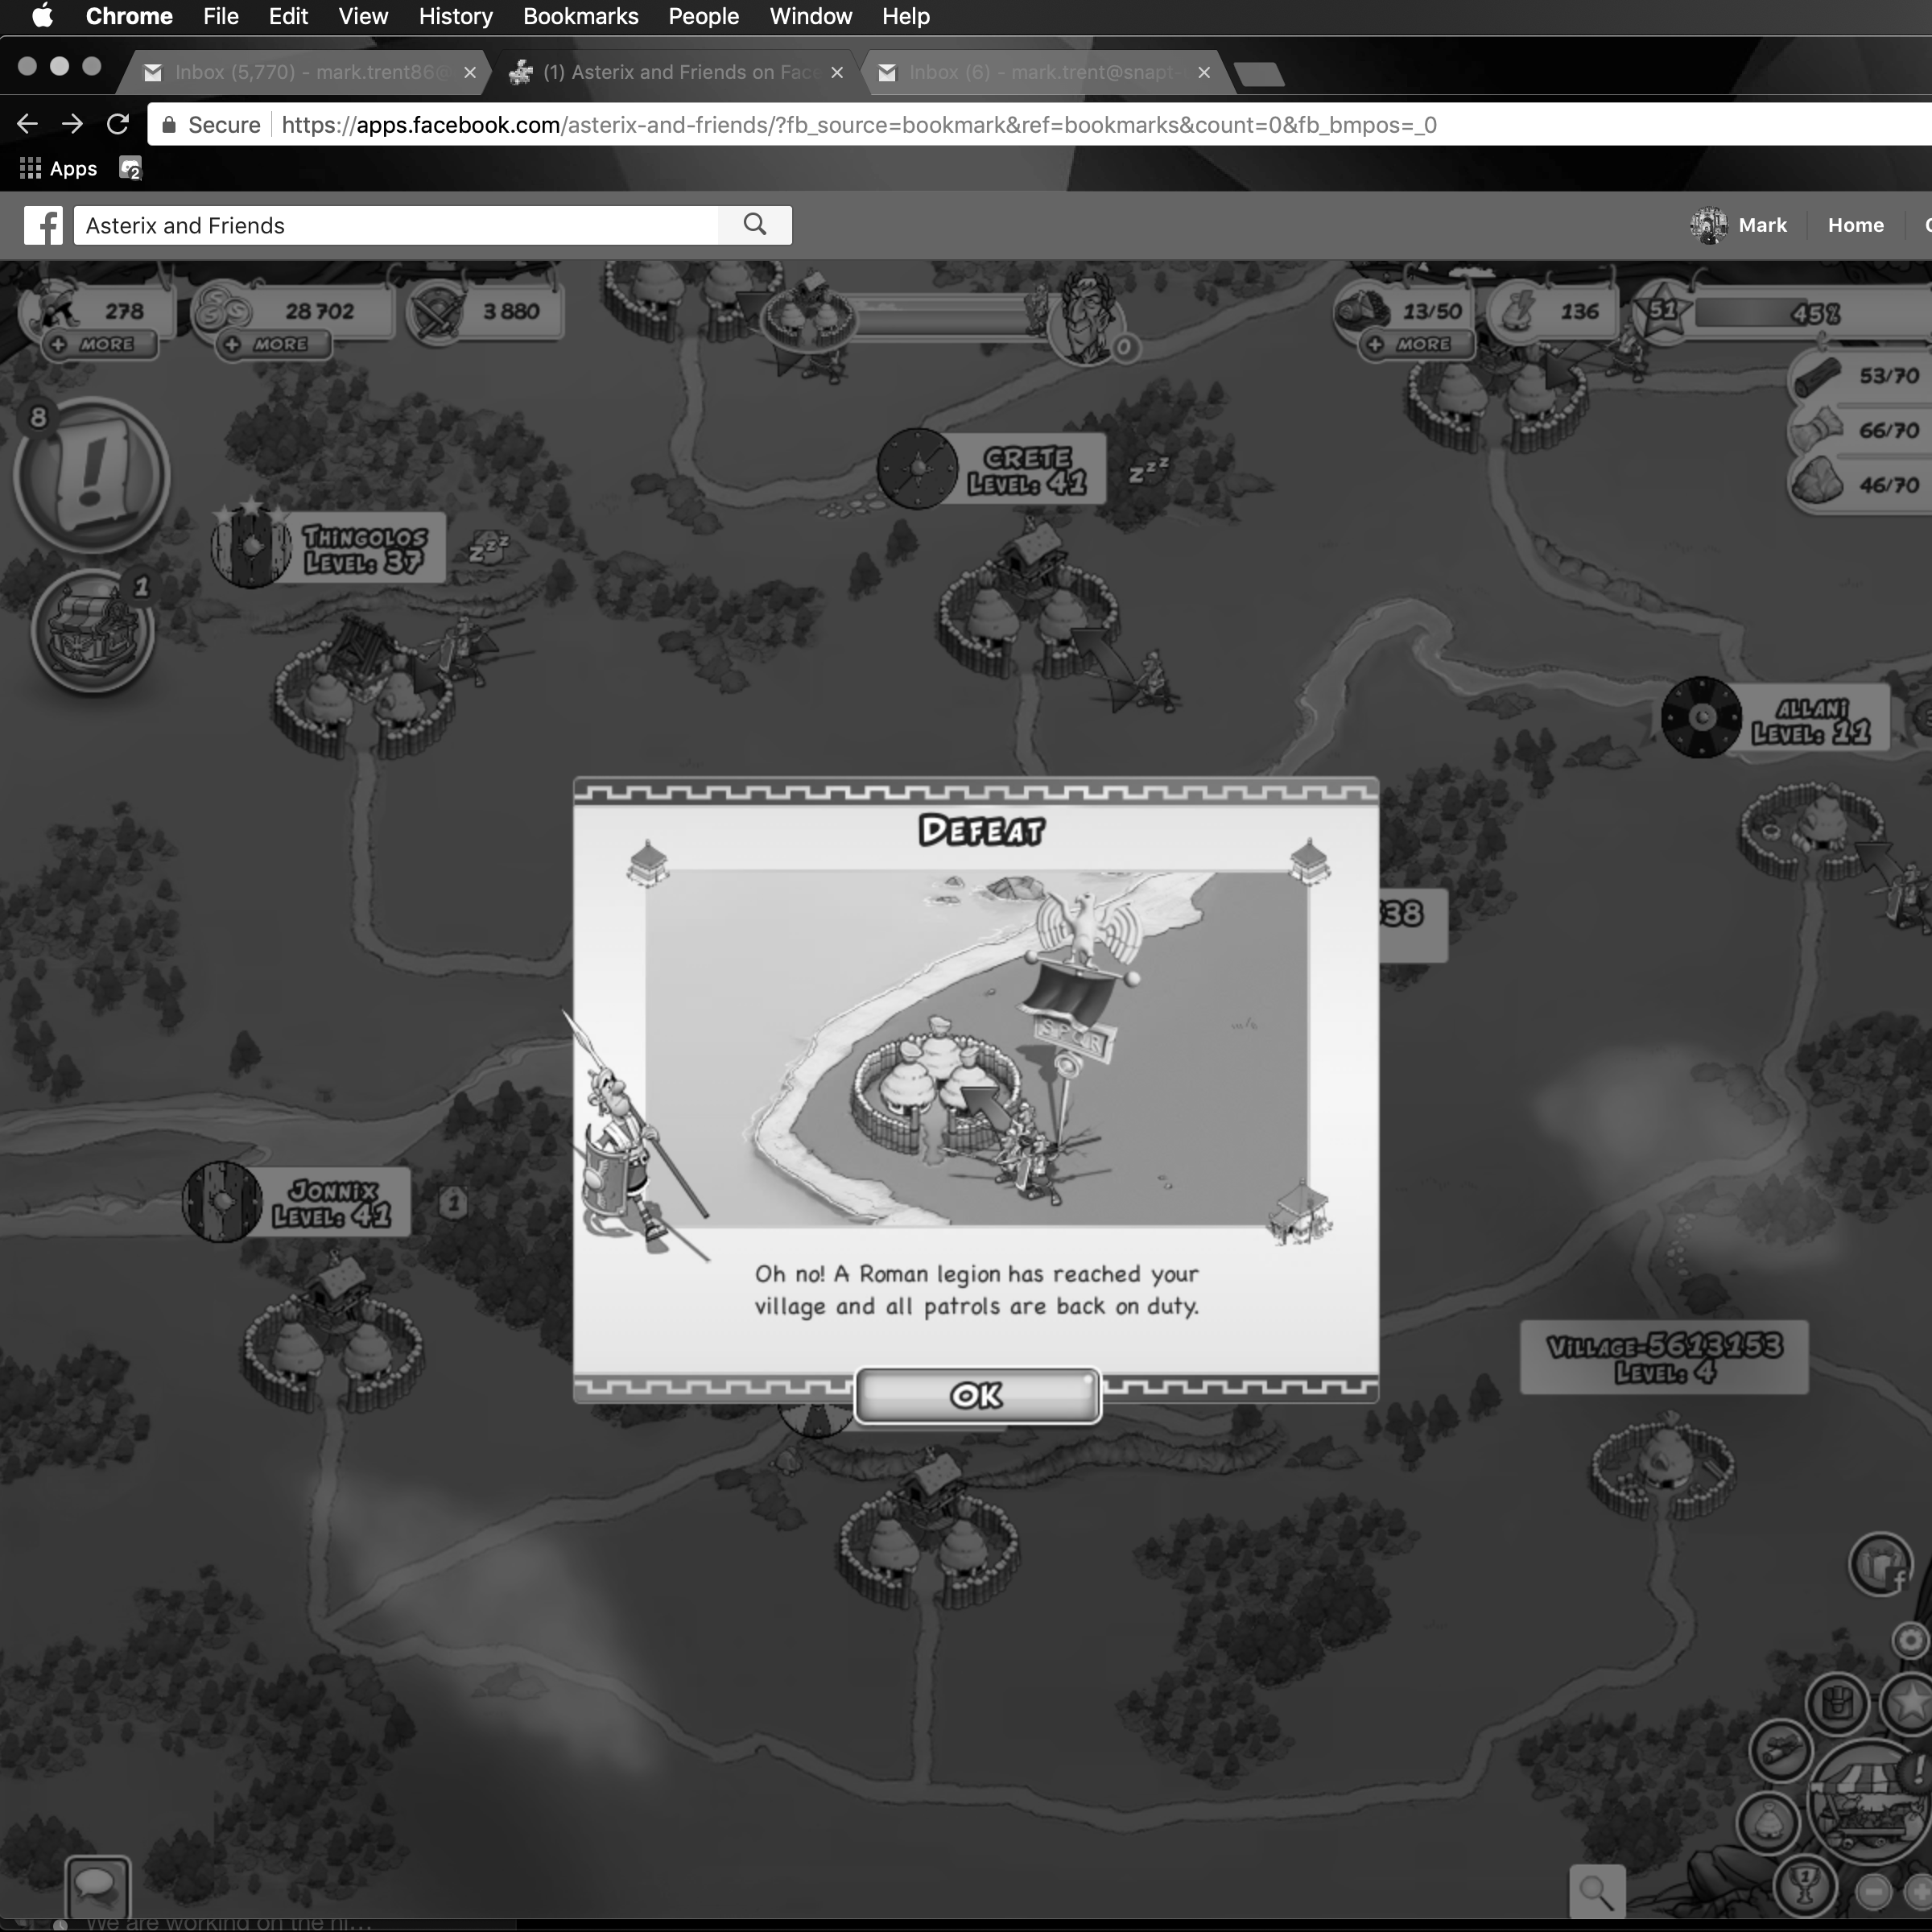 Chrome File Edit View History Bookmarks People Window Help
Inbox (5,770) - mark.trent86@
(1) Asterix and Friends on Face
Inbox (6) - mark.trent@snapt-
Secure https://apps.facebook.com/asterix-and-friends/?fb_source=bookmark&ref=bookmarks&count=0&fb_bmpos=_0
Apps 2
f Asterix and Friends
Mark Home
278
+ MORE
28 702
+ MORE
3 880
0
13/50
+ MORE
136
51
45%
53/70
66/70
46/70
8
!
1
CRETE
LEVEL: 41
zzz
THINGOLOS
LEVEL: 37
zzz
ALLANI
LEVEL: 11
DEFEAT
SPQR
38
JONNIX
LEVEL: 41
1
Oh no! A Roman legion has reached your
village and all patrols are back on duty.
OK
VILLAGE-5613153
LEVEL: 4
f
!
1
We are working on the